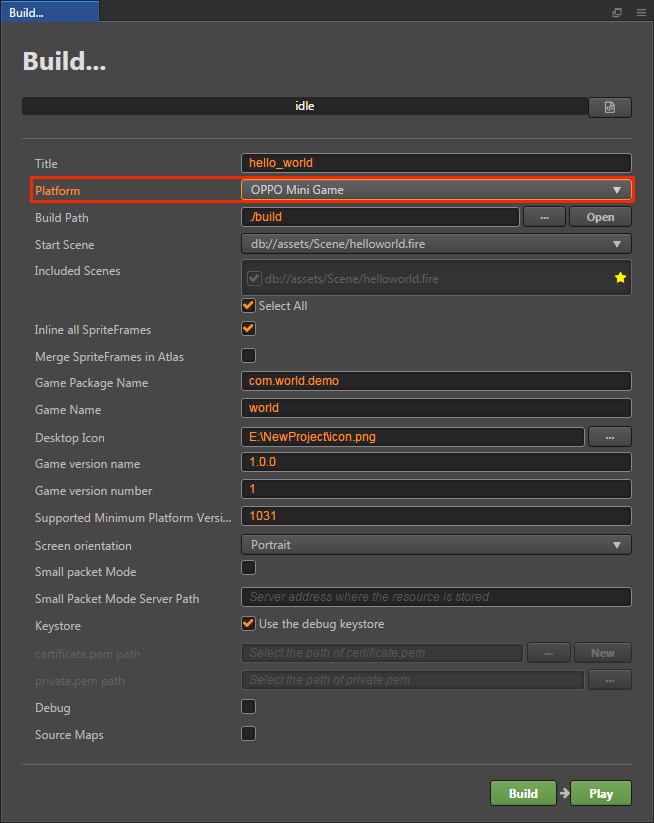 Build...
Build...
idle
Title hello_world
Platform OPPO Mini Game
Build Path ./build ... Open
Start Scene db://assets/Scene/helloworld.fire
Included Scenes db://assets/Scene/helloworld.fire
Select All
Inline all SpriteFrames
Merge SpriteFrames in Atlas
Game Package Name com.world.demo
Game Name world
Desktop Icon E:\NewProject\icon.png ...
Game version name 1.0.0
Game version number 1
Supported Minimum Platform Versi... 1031
Screen orientation Portrait
Small packet Mode
Small Packet Mode Server Path Server address where the resource is stored
Keystore Use the debug keystore
certificate.pem path Select the path of certificate.pem ... New
private.pem path Select the path of private.pem ...
Debug
Source Maps
Build Play